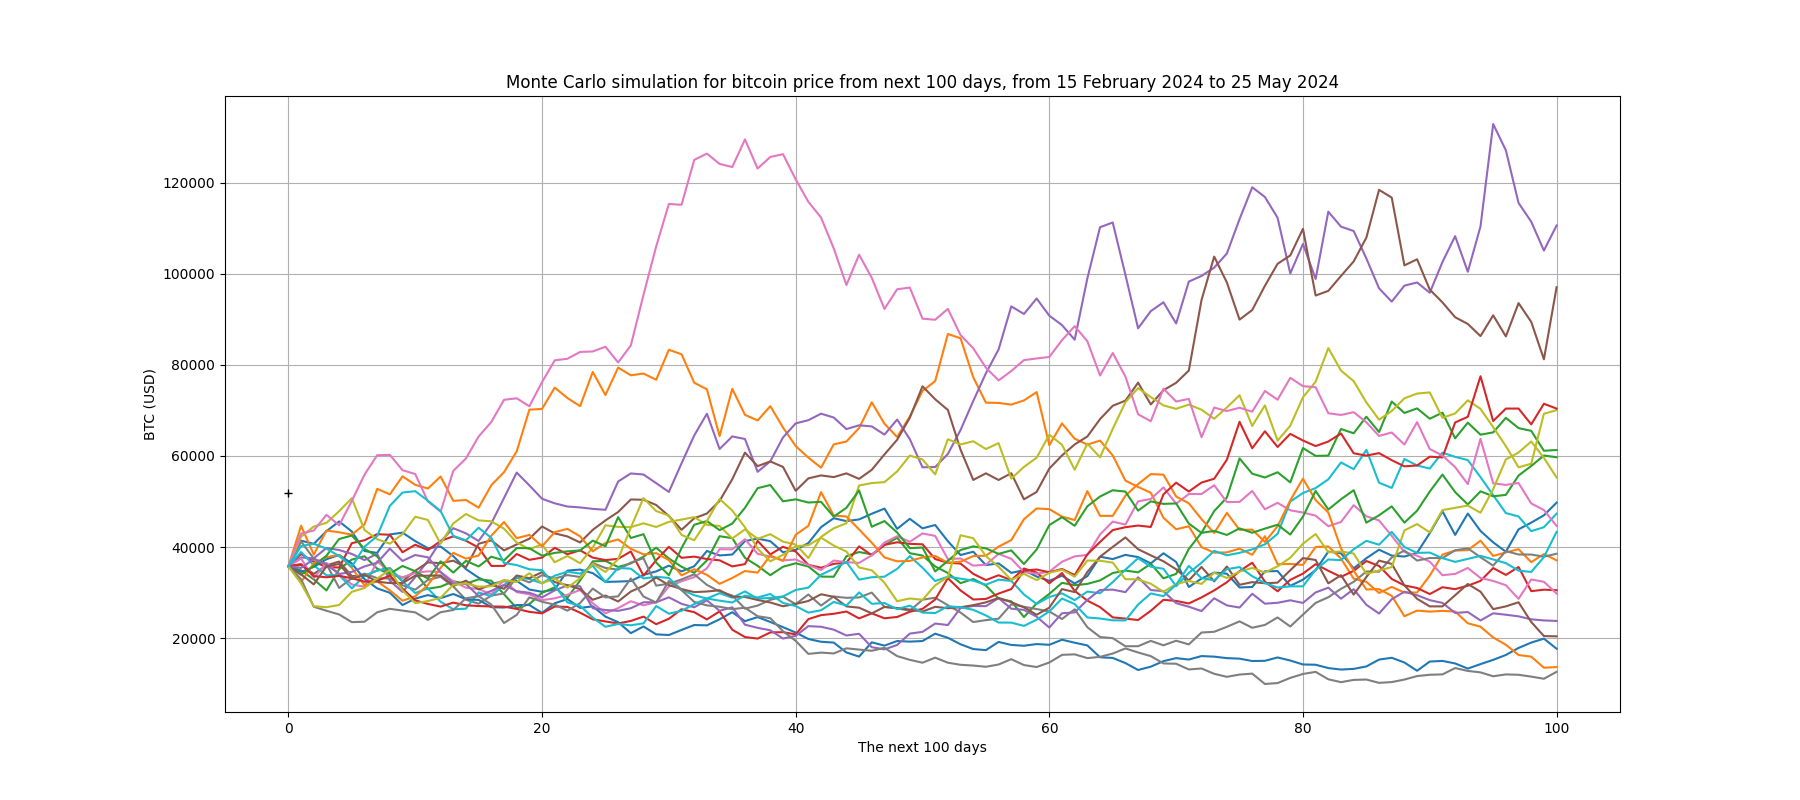 Monte Carlo simulation for bitcoin price from next 100 days, from 15 February 2024 to 25 May 2024
120000
100000
80000
60000
40000
20000
BTC (USD)
0 20 40 60 80 100
The next 100 days